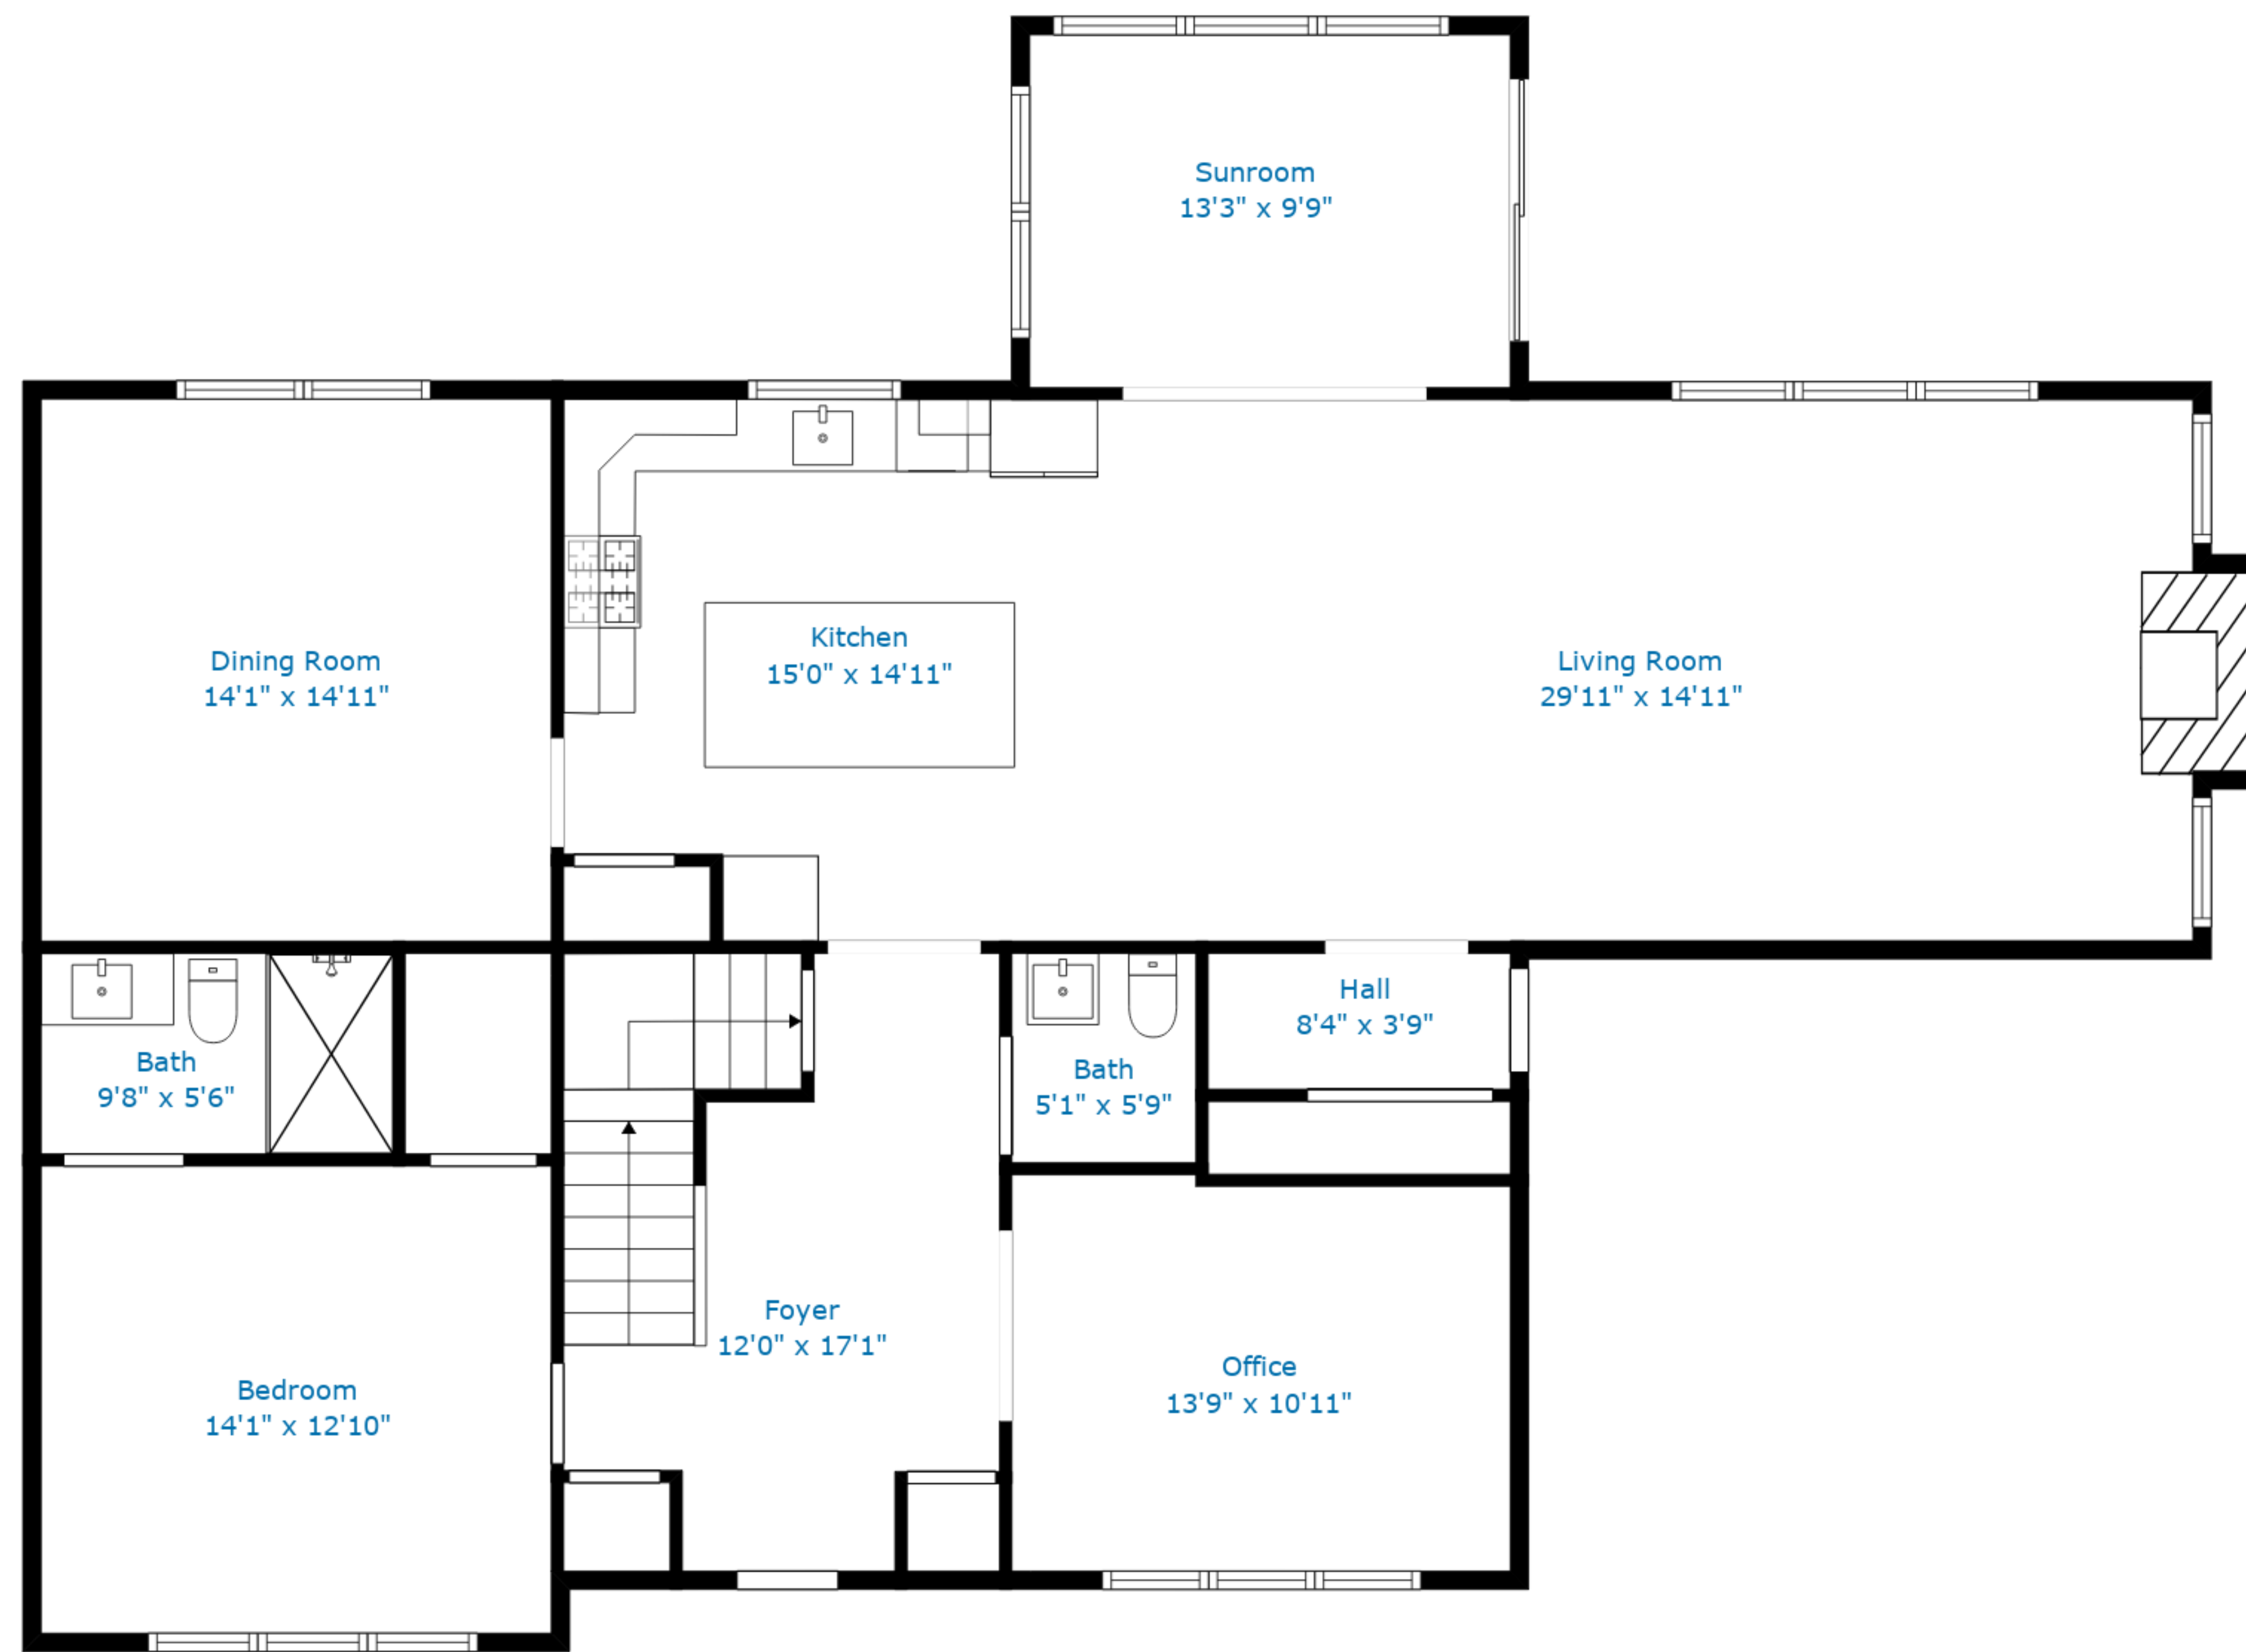 Sunroom
13'3" x 9'9"
Kitchen
15'0" x 14'11"
Dining Room
14'1" x 14'11"
Living Room
29'11" x 14'11"
Hall
8'4" x 3'9"
Bath
9'8" x 5'6"
Bath
5'1" x 5'9"
Foyer
12'0" x 17'1"
Office
13'9" x 10'11"
Bedroom
14'1" x 12'10"